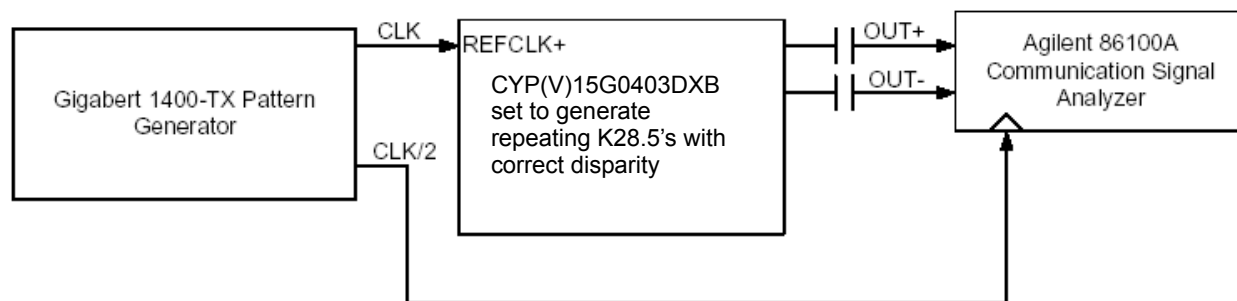 Gigabert 1400-TX Pattern
Generator
CLK
CLK/2
REFCLK+
CYP(V)15G0403DXB
set to generate
repeating K28.5's with
correct disparity
OUT+
OUT-
Agilent 86100A
Communication Signal
Analyzer